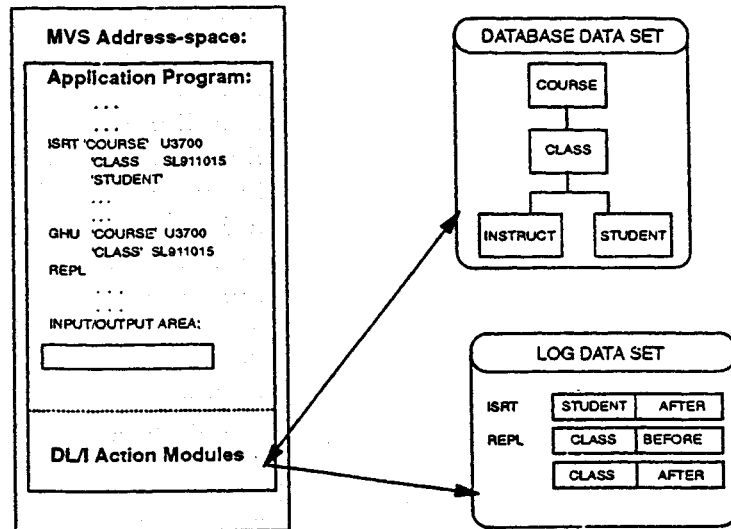 MVS Address-space:
Application Program:
...
...
ISRT 'COURSE' U3700
'CLASS SL911015
'STUDENT'
...
...
GHU 'COURSE' U3700
'CLASS' SL911015
REPL
...
...
INPUT/OUTPUT AREA:
DL/I Action Modules
DATABASE DATA SET
COURSE
CLASS
INSTRUCT STUDENT
LOG DATA SET
ISRT STUDENT AFTER
REPL CLASS BEFORE
CLASS AFTER